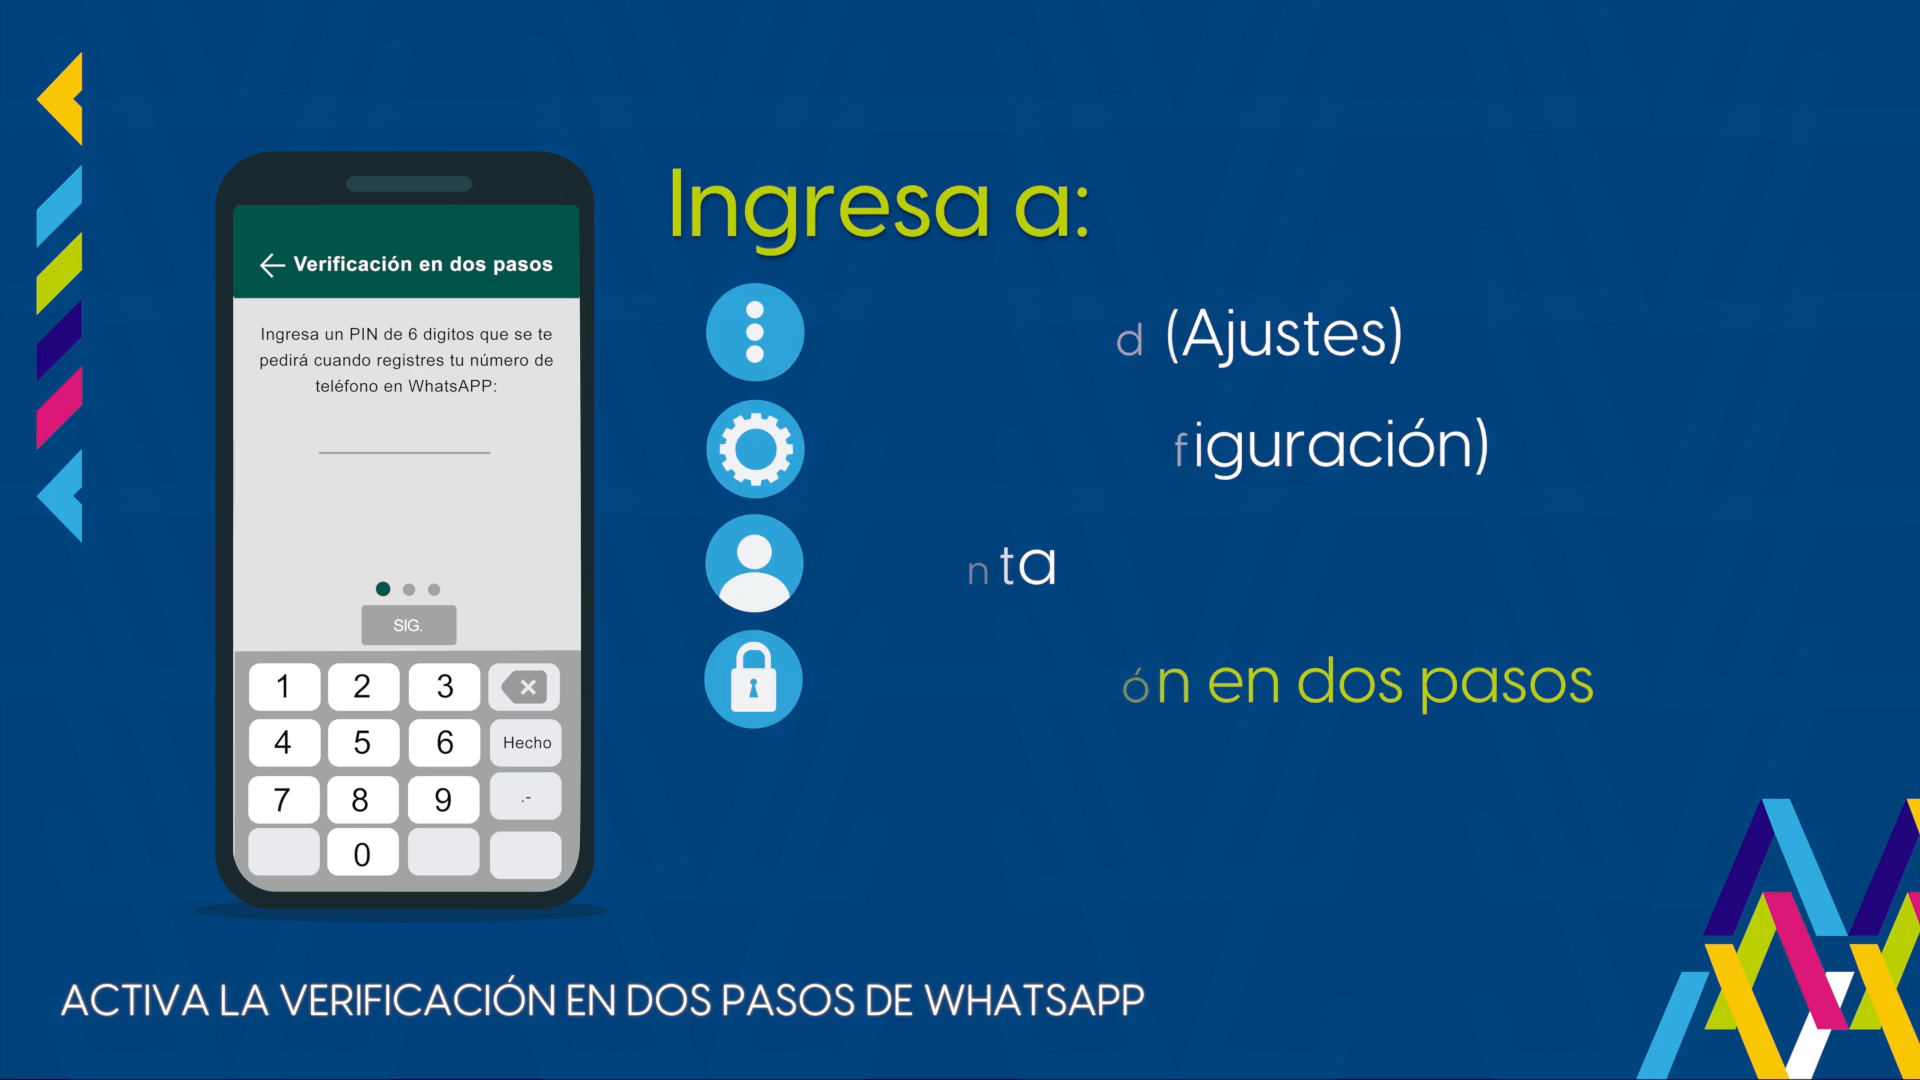 Verificación en dos pasos
Ingresa un PIN de 6 digitos que se te
pedirá cuando registres tu número de
teléfono en WhatsAPP:
SIG.
1 2 3
4 5 6 Hecho
7 8 9 .-
0
Ingresa a:
d (Ajustes)
figuración)
nta
ón en dos pasos
ACTIVA LA VERIFICACIÓN EN DOS PASOS DE WHATSAPP